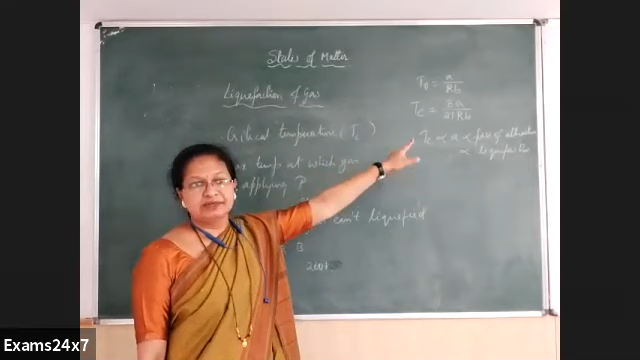 States of Matter
Liquefaction of Gas
Critical temperature (Tc)
temp at which gas
applying P
can't liquefied
B
200K
TB = a/Rb
Tc = 8a/27Rb
Tc ∝ a ∝ force of attraction
∝ liquefaction
Exams24x7